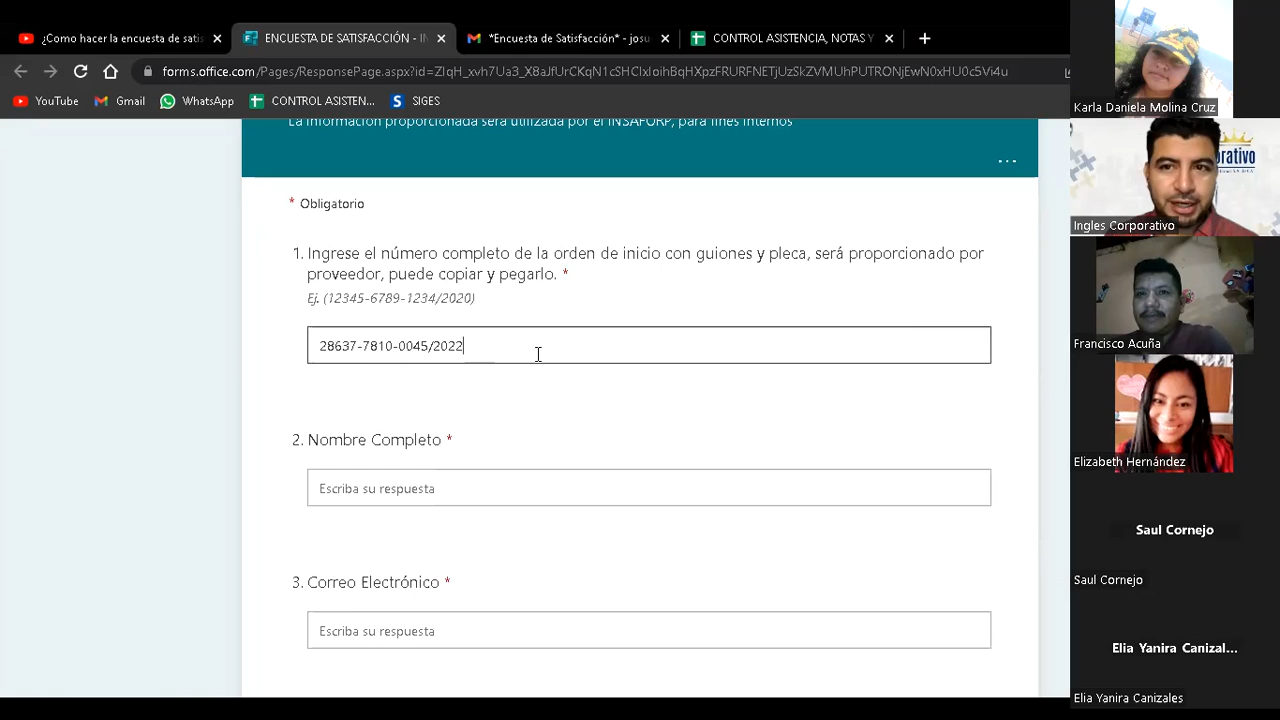 ¿Como hacer la encuesta de satis
ENCUESTA DE SATISFACCIÓN - IN
*Encuesta de Satisfacción* - josu
CONTROL ASISTENCIA, NOTAS Y
forms.office.com/Pages/ResponsePage.aspx?id=
YouTube
Gmail
WhatsApp
CONTROL ASISTEN...
SIGES
La información proporcionada será utilizada por el INSAFORP, para fines internos
...
* Obligatorio
1. Ingrese el número completo de la orden de inicio con guiones y pleca, será proporcionado por
proveedor, puede copiar y pegarlo. *
Ej. (12345-6789-1234/2020)
28637-7810-0045/2022
2. Nombre Completo *
Escriba su respuesta
3. Correo Electrónico *
Escriba su respuesta
Karla Daniela Molina Cruz
orativo
Ingles Corporativo
Francisco Acuña
Elizabeth Hernández
Saul Cornejo
Saul Cornejo
Elia Yanira Canizal...
Elia Yanira Canizales